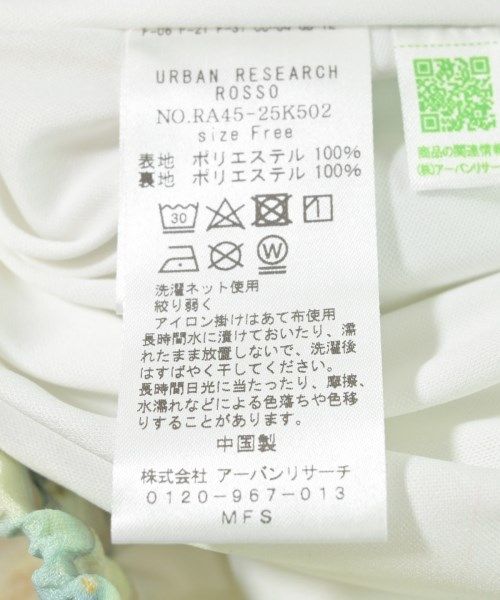 URBAN RESEARCH
ROSSO
NO.RA45-25K502
size Free
表地 ポリエステル 100%
裏地 ポリエステル 100%
30
W
洗濯ネット使用
絞り弱く
アイロン掛けはあて布使用
長時間水に漬けておいたり、濡
れたまま放置しないで、洗濯後
はすばやく干してください。
長時間日光に当たったり、摩擦、
水濡れなどによる色落ちや色移
りすることがあります。
中国製
株式会社 アーバンリサーチ
0120-967-013
MFS
商品の関連情報
(株)アーバンリサー